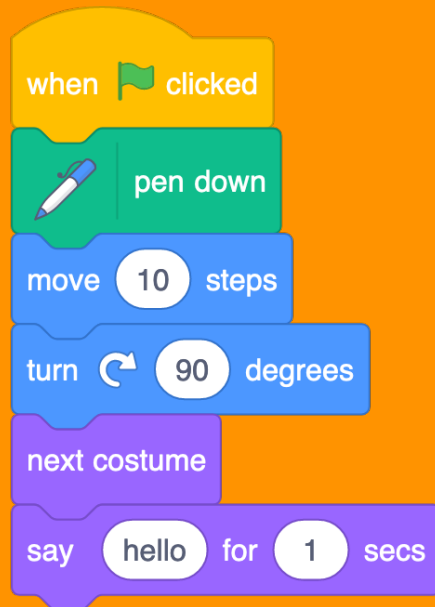 when clicked
pen down
move 10 steps
turn 90 degrees
next costume
say hello for 1 secs